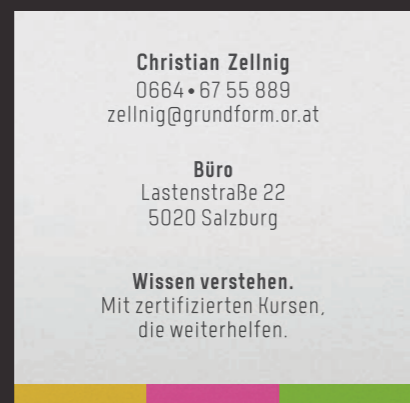 Christian Zellnig
0664 • 67 55 889
zellnig@grundform.or.at
Büro
Lastenstraße 22
5020 Salzburg
Wissen verstehen.
Mit zertifizierten Kursen,
die weiterhelfen.